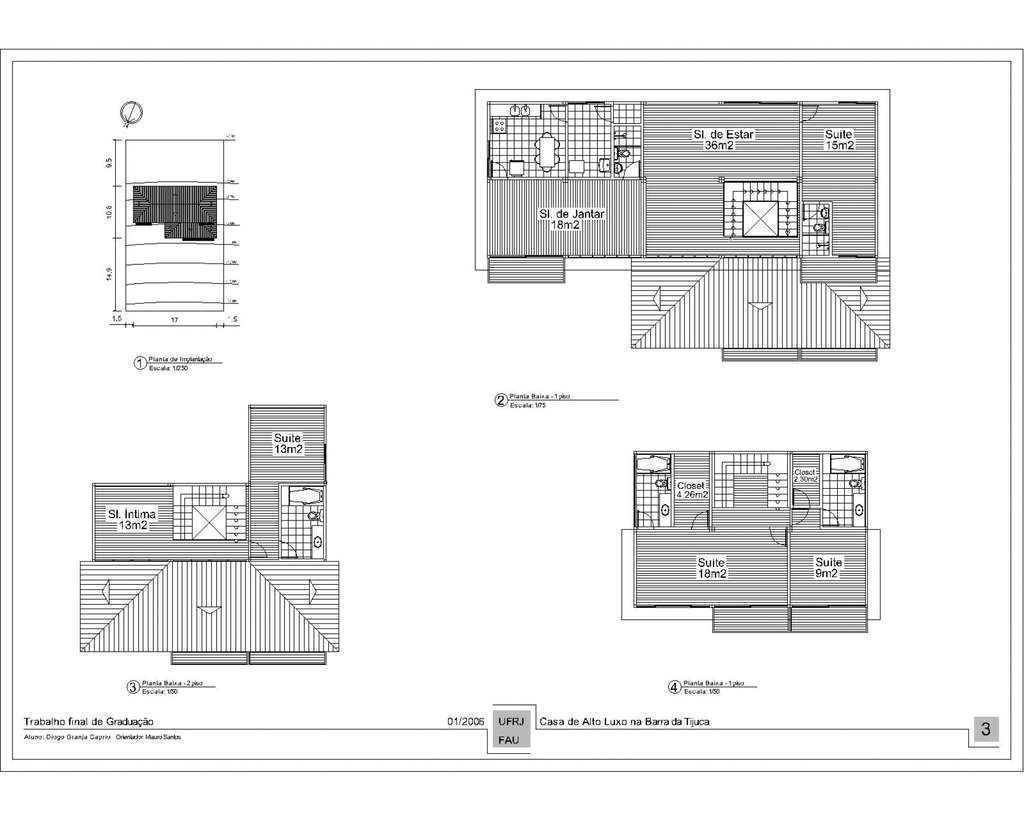 9.5
10.6
14.9
1.5
17
1.5
1
Planta de Implantação
Escala: 1/250
Sl. de Estar
36m2
Suite
15m2
Sl. de Jantar
18m2
2
Planta Baixa - 1 piso
Escala: 1/75
Suite
13m2
Sl. Íntima
13m2
3
Planta Baixa - 2 piso
Escala: 1/50
Closet
4.26m2
Closet
2.30m2
Suite
18m2
Suite
9m2
4
Planta Baixa - 1 piso
Escala: 1/50
Trabalho final de Graduação
01/2006
UFRJ
FAU
Casa de Alto Luxo na Barra da Tijuca
3
Aluno: Diogo Granja Caprio Orientador: Mauro Santos